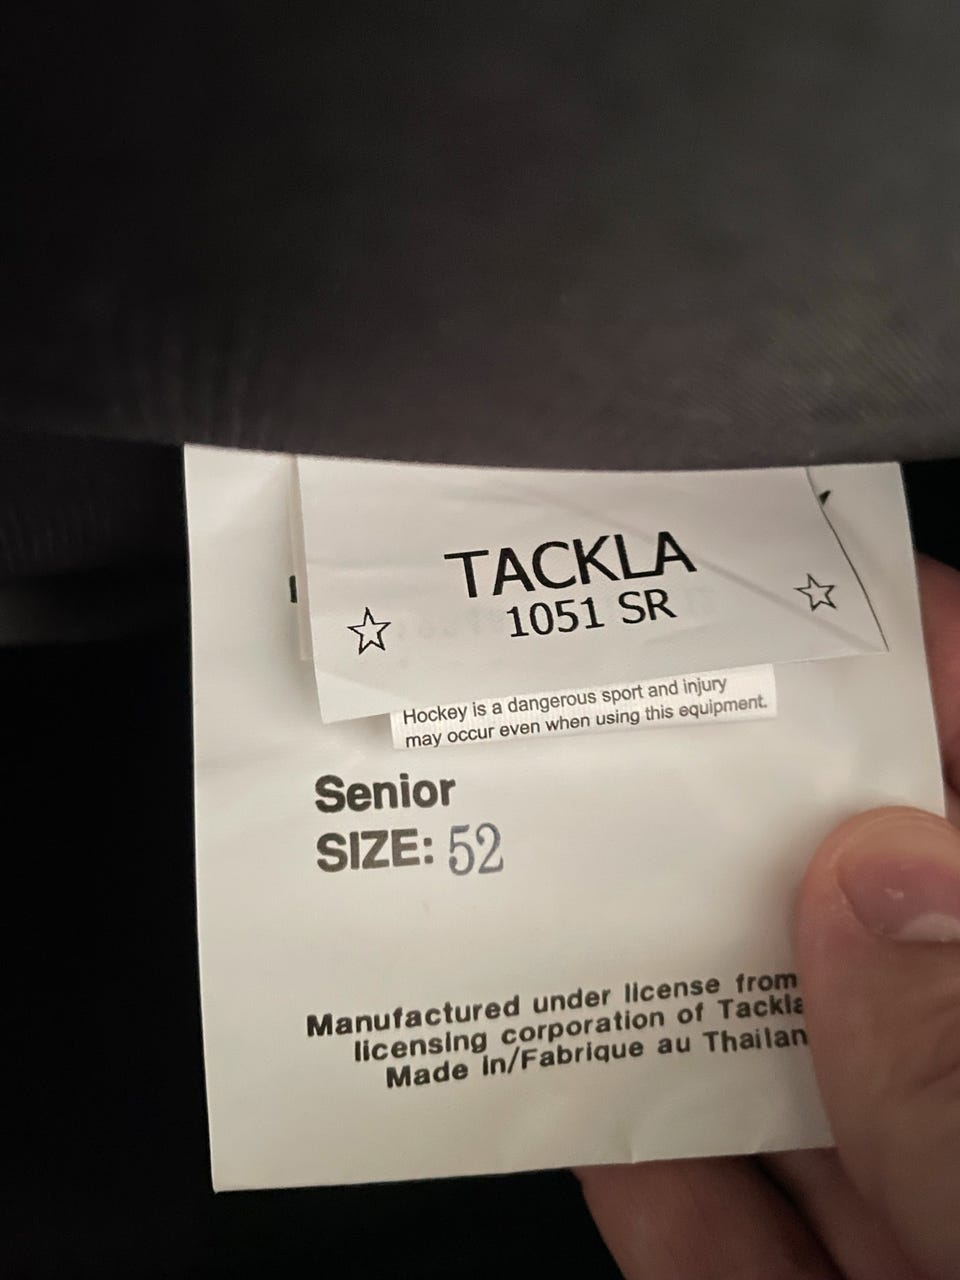 TACKLA
1051 SR
Hockey is a dangerous sport and injury
may occur even when using this equipment.
Senior
SIZE: 52
Manufactured under license from
licensing corporation of Tackla
Made in/Fabrique au Thailan